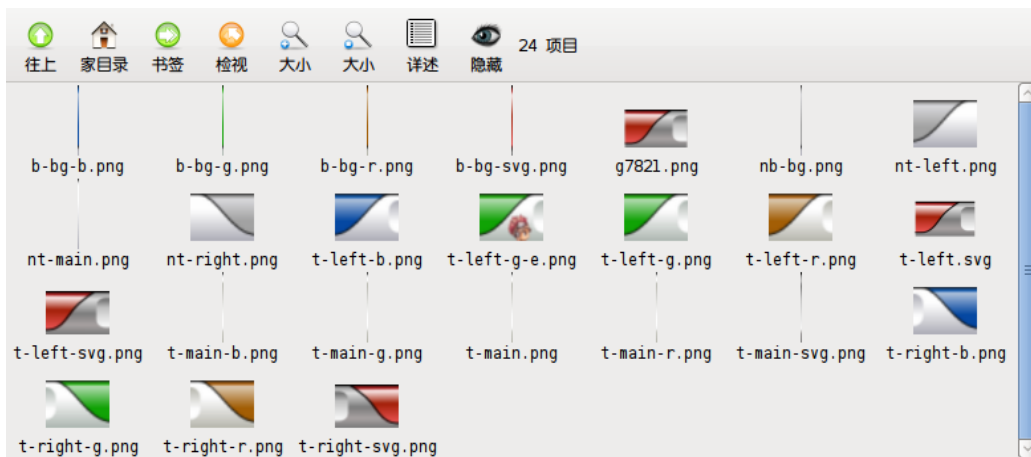 往上 家目录 书签 检视 大小 大小 详述 隐藏 24 项目
b-bg-b.png b-bg-g.png b-bg-r.png b-bg-svg.png g7821.png nb-bg.png nt-left.png
nt-main.png nt-right.png t-left-b.png t-left-g-e.png t-left-g.png t-left-r.png t-left.svg
t-left-svg.png t-main-b.png t-main-g.png t-main.png t-main-r.png t-main-svg.png t-right-b.png
t-right-g.png t-right-r.png t-right-svg.png